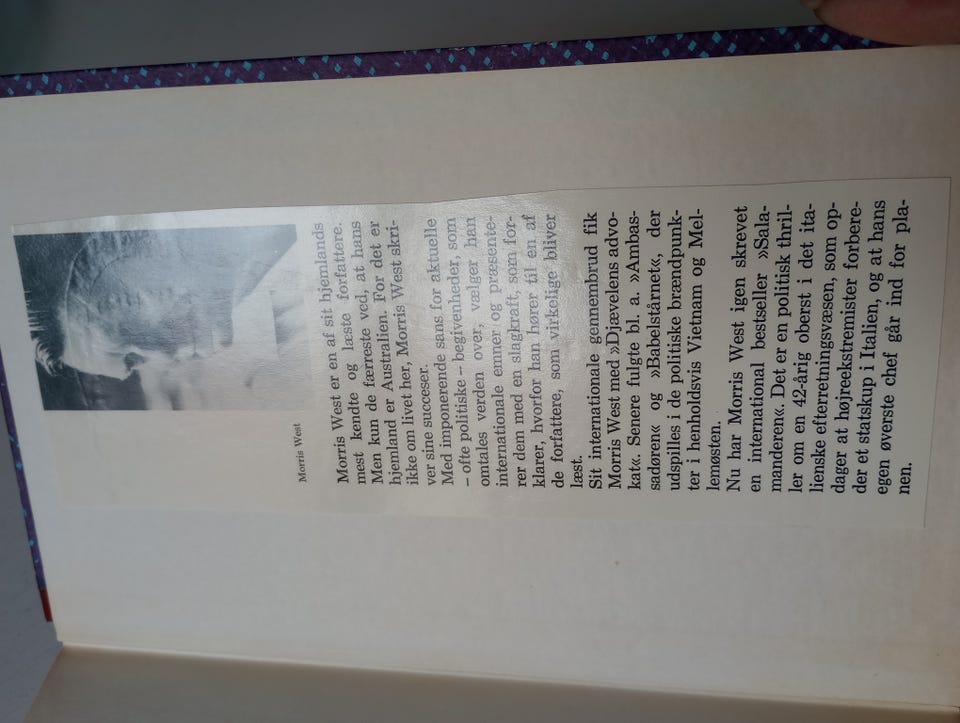 Morris West
Morris West er en af sit hjemlands
mest kendte og læste forfattere.
Men kun de færreste ved, at hans
hjemland er Australien. For det er
ikke om livet her, Morris West skri-
ver sine succeser.
Med imponerende sans for aktuelle
– ofte politiske – begivenheder, som
omtales verden over, vælger han
internationale emner og præsente-
rer dem med en slagkraft, som for-
klarer, hvorfor han hører til en af
de forfattere, som virkelige bliver
læst.
Sit internationale gennembrud fik
Morris West med »Djævelens advo-
kat«. Senere fulgte bl. a. »Ambas-
sadøren« og »Babelstårnet«, der
udspilles i de politiske brændpunk-
ter i henholdsvis Vietnam og Mel-
lemøsten.
Nu har Morris West igen skrevet
en international bestseller »Sala-
manderen«. Det er en politisk thril-
ler om en 42-årig oberst i det ita-
lienske efterretningsvæsen, som op-
dager at højreekstremister forbere-
der et statskup i Italien, og at hans
egen øverste chef går ind for pla-
nen.